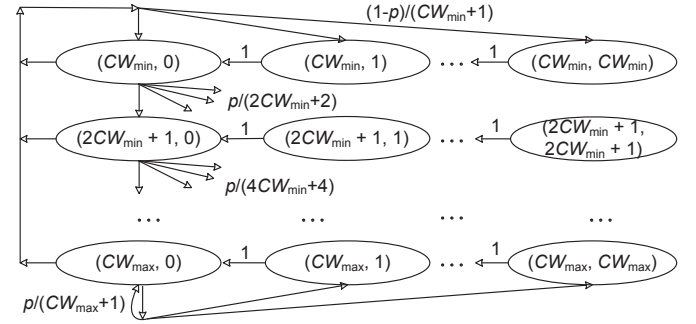 (1-p)/(CWmin+1)
(CWmin, 0) 1 (CWmin, 1) ... 1 (CWmin, CWmin)
p/(2CWmin+2)
(2CWmin + 1, 0) 1 (2CWmin + 1, 1) ... 1 (2CWmin + 1, 2CWmin + 1)
p/(4CWmin+4)
... ... ... ...
(CWmax, 0) 1 (CWmax, 1) ... 1 (CWmax, CWmax)
p/(CWmax+1)